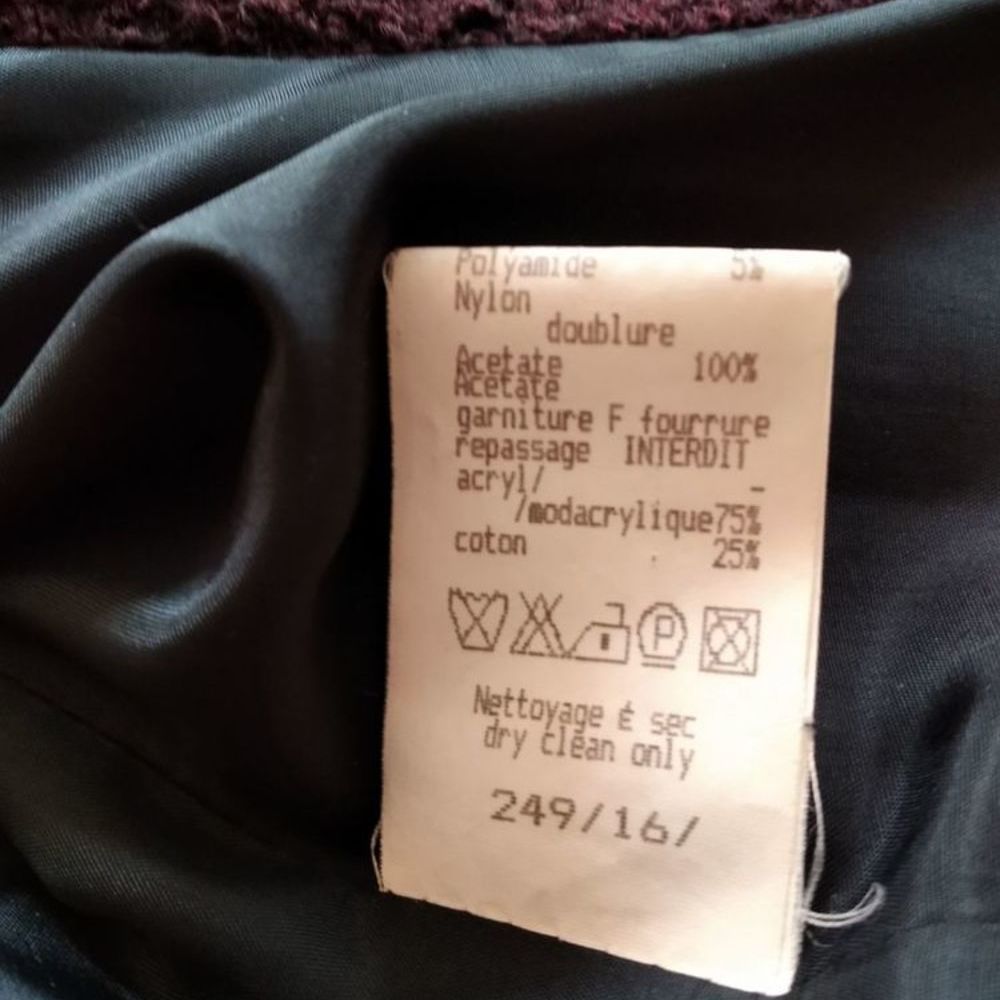 Polyamide 5%
Nylon
doublure
Acetate 100%
Acetate
garniture F fourrure
repassage INTERDIT
acryl/ -
/modacrylique75%
coton 25%
P
Nettoyage É sec
dry clean only
249/16/